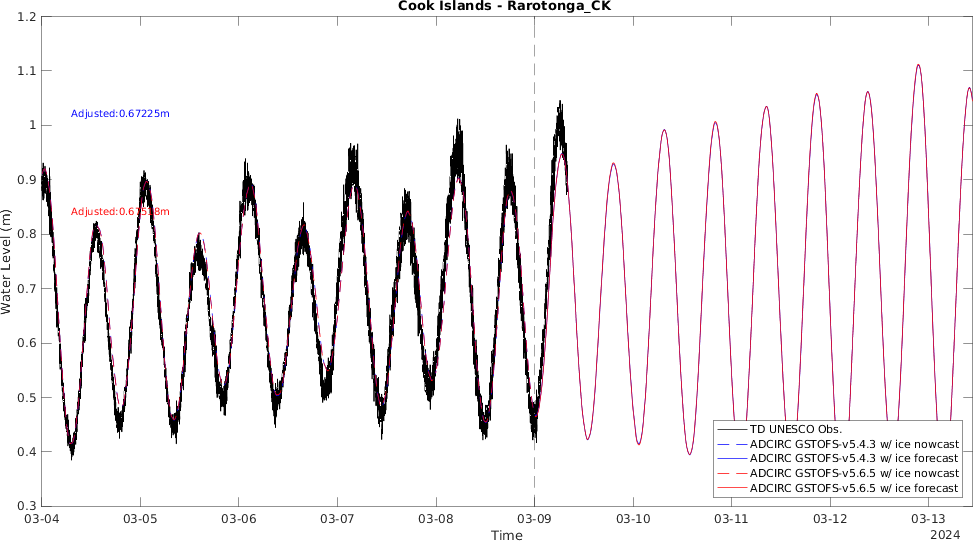 Cook Islands - Rarotonga_CK
Water Level (m)
1.2
1.1
1
0.9
0.8
0.7
0.6
0.5
0.4
0.3
Adjusted:0.67225m
TD UNESCO Obs.
ADCIRC GSTOFS-v5.4.3 w/ ice nowcast
ADCIRC GSTOFS-v5.4.3 w/ ice forecast
ADCIRC GSTOFS-v5.6.5 w/ ice nowcast
ADCIRC GSTOFS-v5.6.5 w/ ice forecast
03-04 03-05 03-06 03-07 03-08 03-09 03-10 03-11 03-12 03-13
Time
2024